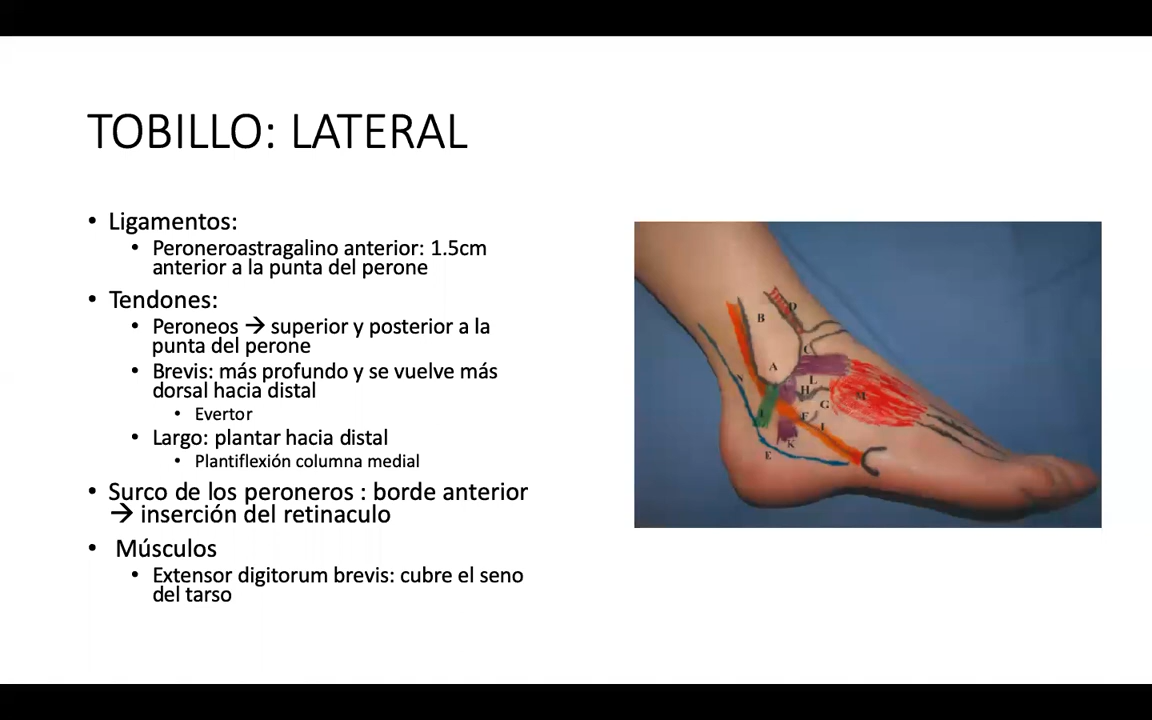 TOBILLO: LATERAL
• Ligamentos:
• Peroneroastragalino anterior: 1.5cm
anterior a la punta del perone
• Tendones:
• Peroneos → superior y posterior a la
punta del perone
• Brevis: más profundo y se vuelve más
dorsal hacia distal
• Evertor
• Largo: plantar hacia distal
• Plantiflexión columna medial
• Surco de los peroneros : borde anterior
→ inserción del retinaculo
• Músculos
• Extensor digitorum brevis: cubre el seno
del tarso
D
B
C
A
L
H
M
G
F
I
K
E